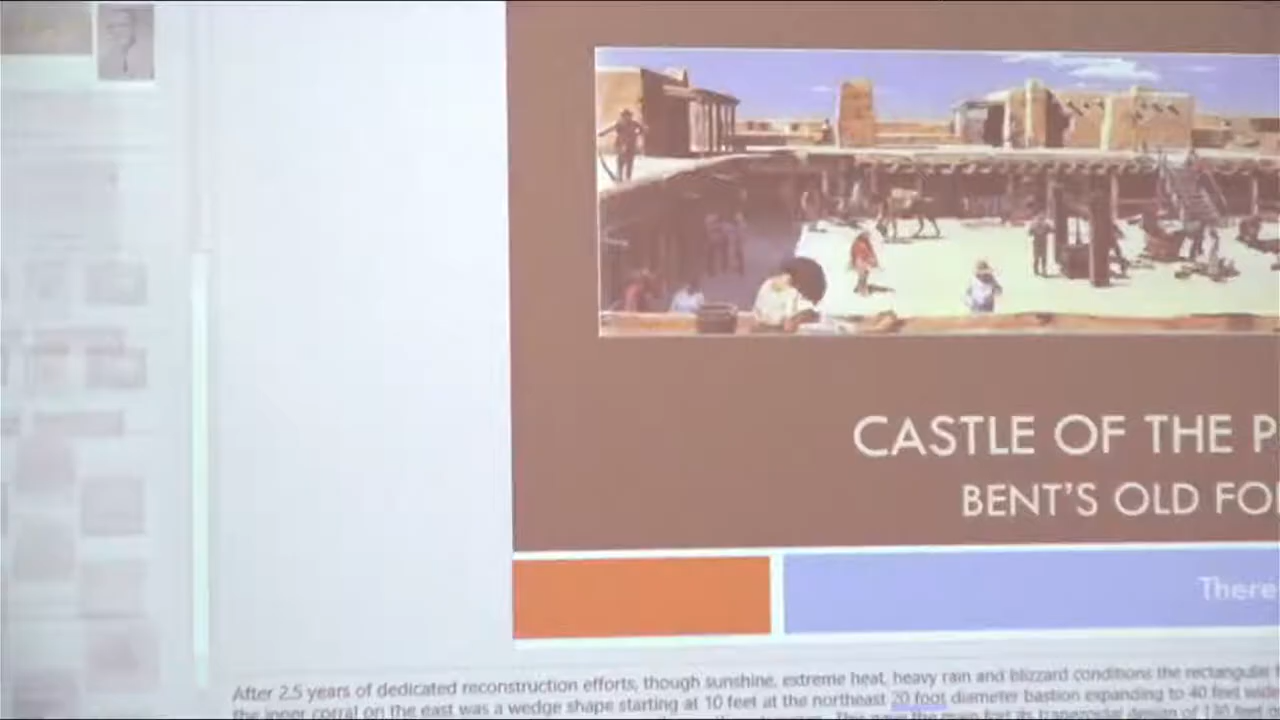 CASTLE OF THE P
BENT'S OLD FO
There
After 2.5 years of dedicated reconstruction efforts, though sunshine, extreme heat, heavy rain and blizzard conditions the rectangular
the inner corral on the east was a wedge shape starting at 10 feet at the northeast 20 foot diameter bastion expanding to 40 feet wide